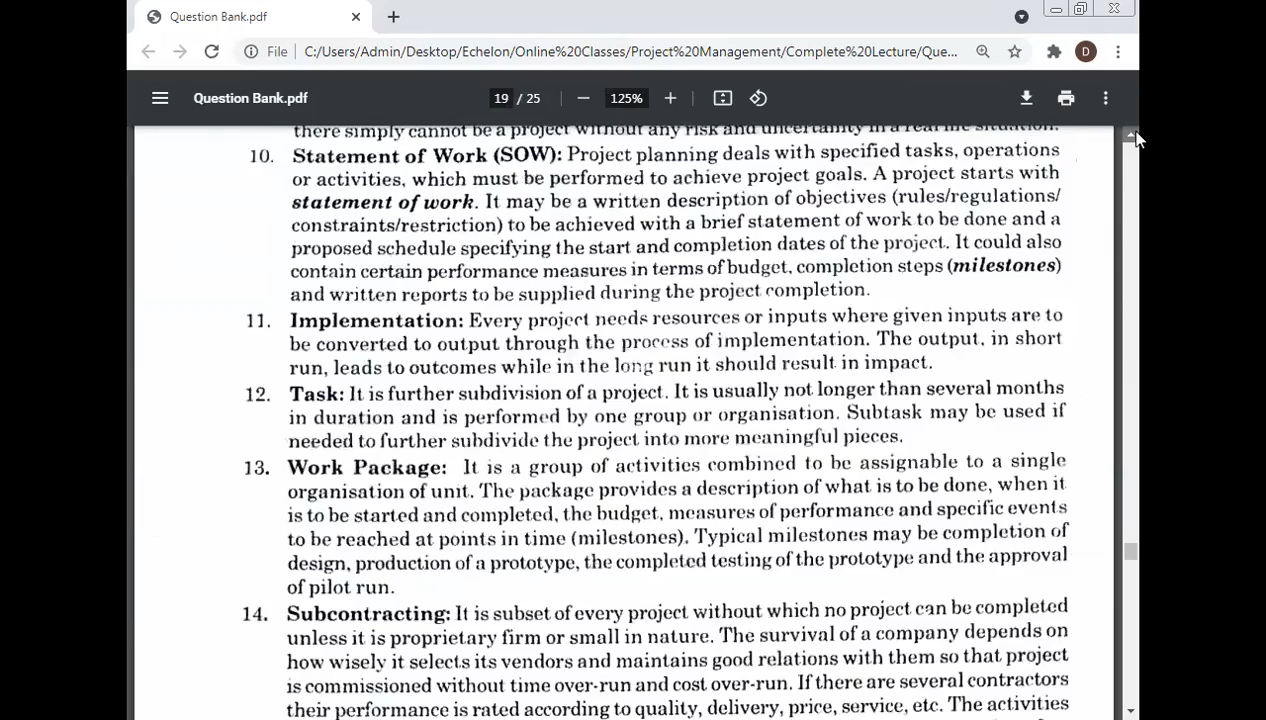 Question Bank.pdf
File C:/Users/Admin/Desktop/Echelon/Online%20Classes/Project%20Management/Complete%20Lecture/Que...
D
Question Bank.pdf 19 / 25 125%
there simply cannot be a project without any risk and uncertainty in a real life situation.
10. Statement of Work (SOW): Project planning deals with specified tasks, operations
or activities, which must be performed to achieve project goals. A project starts with
statement of work. It may be a written description of objectives (rules/regulations/
constraints/restriction) to be achieved with a brief statement of work to be done and a
proposed schedule specifying the start and completion dates of the project. It could also
contain certain performance measures in terms of budget, completion steps (milestones)
and written reports to be supplied during the project completion.
11. Implementation: Every project needs resources or inputs where given inputs are to
be converted to output through the process of implementation. The output, in short
run, leads to outcomes while in the long run it should result in impact.
12. Task: It is further subdivision of a project. It is usually not longer than several months
in duration and is performed by one group or organisation. Subtask may be used if
needed to further subdivide the project into more meaningful pieces.
13. Work Package: It is a group of activities combined to be assignable to a single
organisation of unit. The package provides a description of what is to be done, when it
is to be started and completed, the budget, measures of performance and specific events
to be reached at points in time (milestones). Typical milestones may be completion of
design, production of a prototype, the completed testing of the prototype and the approval
of pilot run.
14. Subcontracting: It is subset of every project without which no project can be completed
unless it is proprietary firm or small in nature. The survival of a company depends on
how wisely it selects its vendors and maintains good relations with them so that project
is commissioned without time over-run and cost over-run. If there are several contractors
their performance is rated according to quality, delivery, price, service, etc. The activities